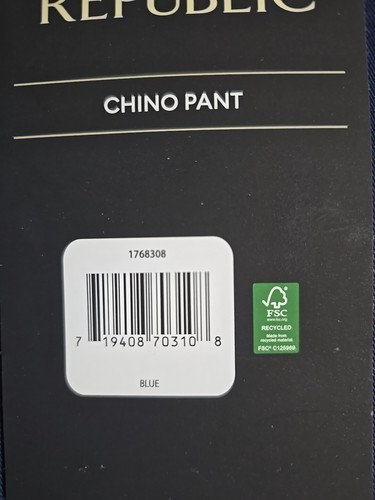 REPUBLIC
CHINO PANT
1768308
7 19408 70310 8
BLUE
FSC
www.fsc.org
RECYCLED
Made from
recycled material
FSC® C125969